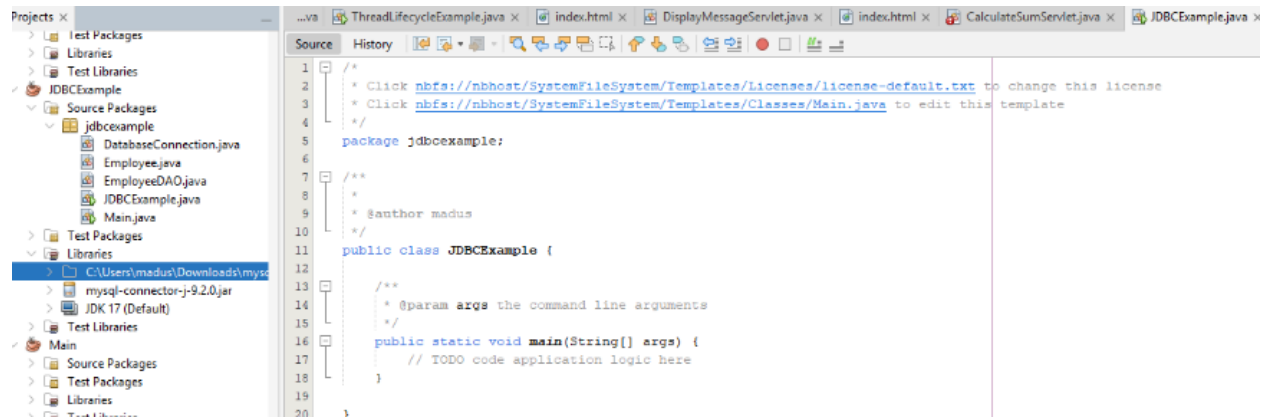 Projects ×
Test Packages
Libraries
Test Libraries
JDBCExample
Source Packages
jdbcexample
DatabaseConnection.java
Employee.java
EmployeeDAO.java
JDBCExample.java
Main.java
Test Packages
Libraries
C:\Users\madus\Downloads\mysq
mysql-connector-j-9.2.0.jar
JDK 17 (Default)
Test Libraries
Main
Source Packages
Test Packages
Libraries
Test Libraries
...va ThreadLifecycleExample.java × index.html × DisplayMessageServlet.java × index.html × CalculateSumServlet.java × JDBCExample.java ×
Source History
1 /*
2 * Click nbfs://nbhost/SystemFileSystem/Templates/Licenses/license-default.txt to change this license
3 * Click nbfs://nbhost/SystemFileSystem/Templates/Classes/Main.java to edit this template
4 */
5 package jdbcexample;
6
7 /**
8 *
9 * @author madus
10 */
11 public class JDBCExample {
12
13 /**
14 * @param args the command line arguments
15 */
16 public static void main(String[] args) {
17 // TODO code application logic here
18 }
19
20 }